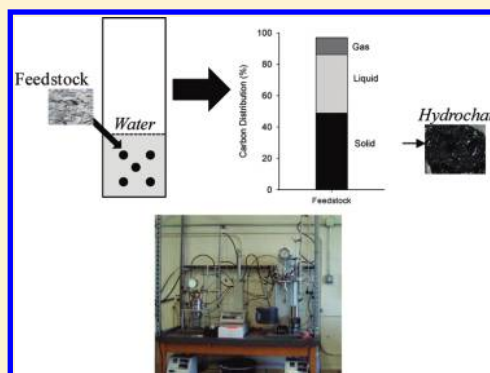 Feedstock
Water
Carbon Distribution (%)
100
80
60
40
20
0
Gas
Liquid
Solid
Feedstock
Hydrochar